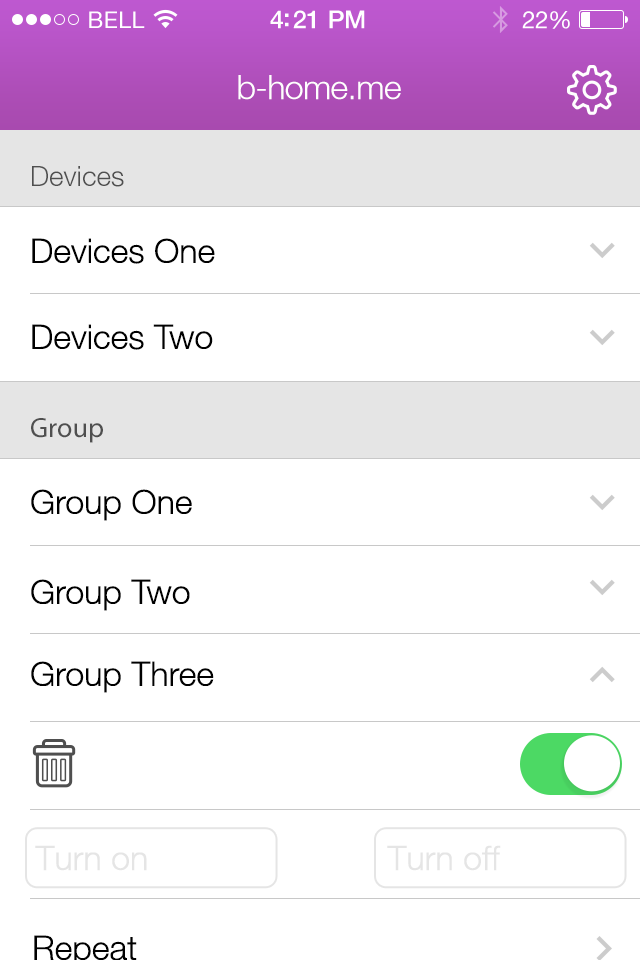 BELL 4:21 PM 22%
b-home.me
Devices
Devices One
Devices Two
Group
Group One
Group Two
Group Three
Turn on Turn off
Repeat